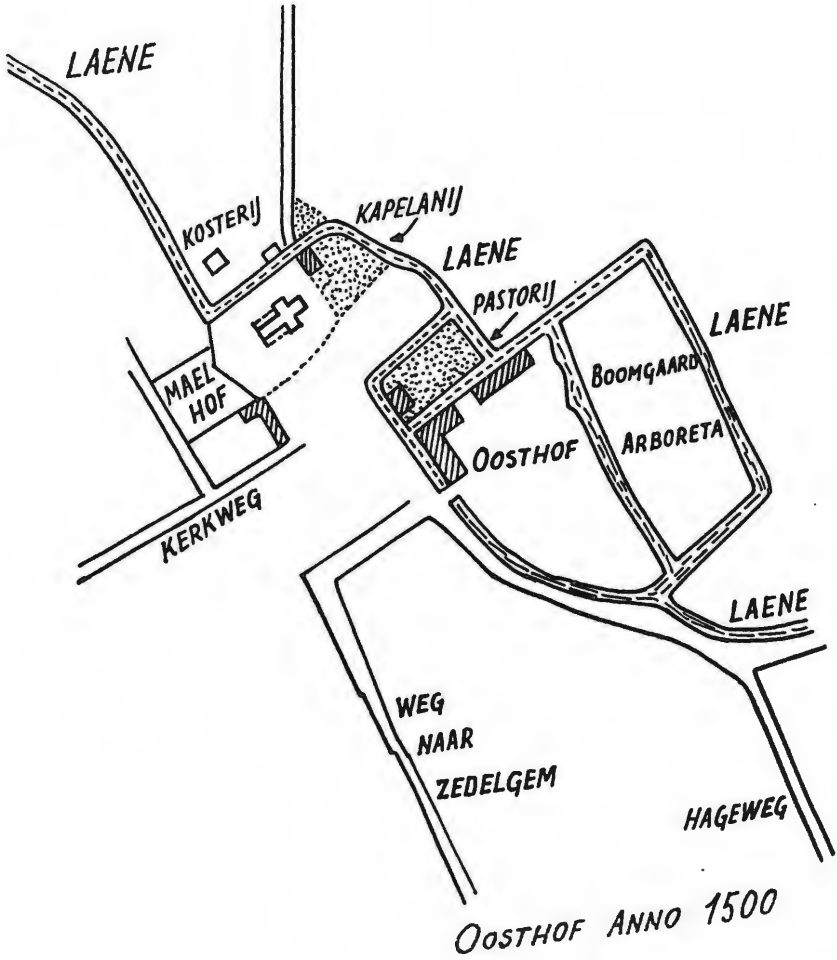 LAENE
KOSTERIJ
KAPELANIJ
LAENE
PASTORIJ
LAENE
MAEL
HOF
BOOMGAARD
ARBORETA
OOSTHOF
KERKWEG
LAENE
WEG
NAAR
ZEDELGEM
HAGEWEG
OOSTHOF ANNO 1500